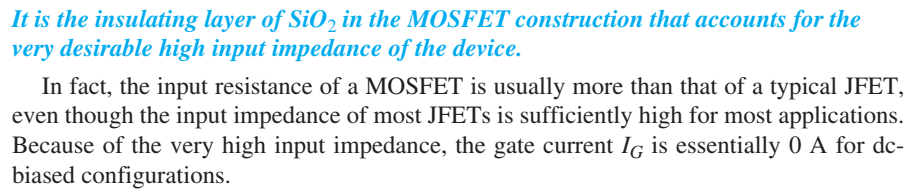 It is the insulating layer of SiO₂ in the MOSFET construction that accounts for the
very desirable high input impedance of the device.
In fact, the input resistance of a MOSFET is usually more than that of a typical JFET,
even though the input impedance of most JFETs is sufficiently high for most applications.
Because of the very high input impedance, the gate current I_G is essentially 0 A for dc-
biased configurations.